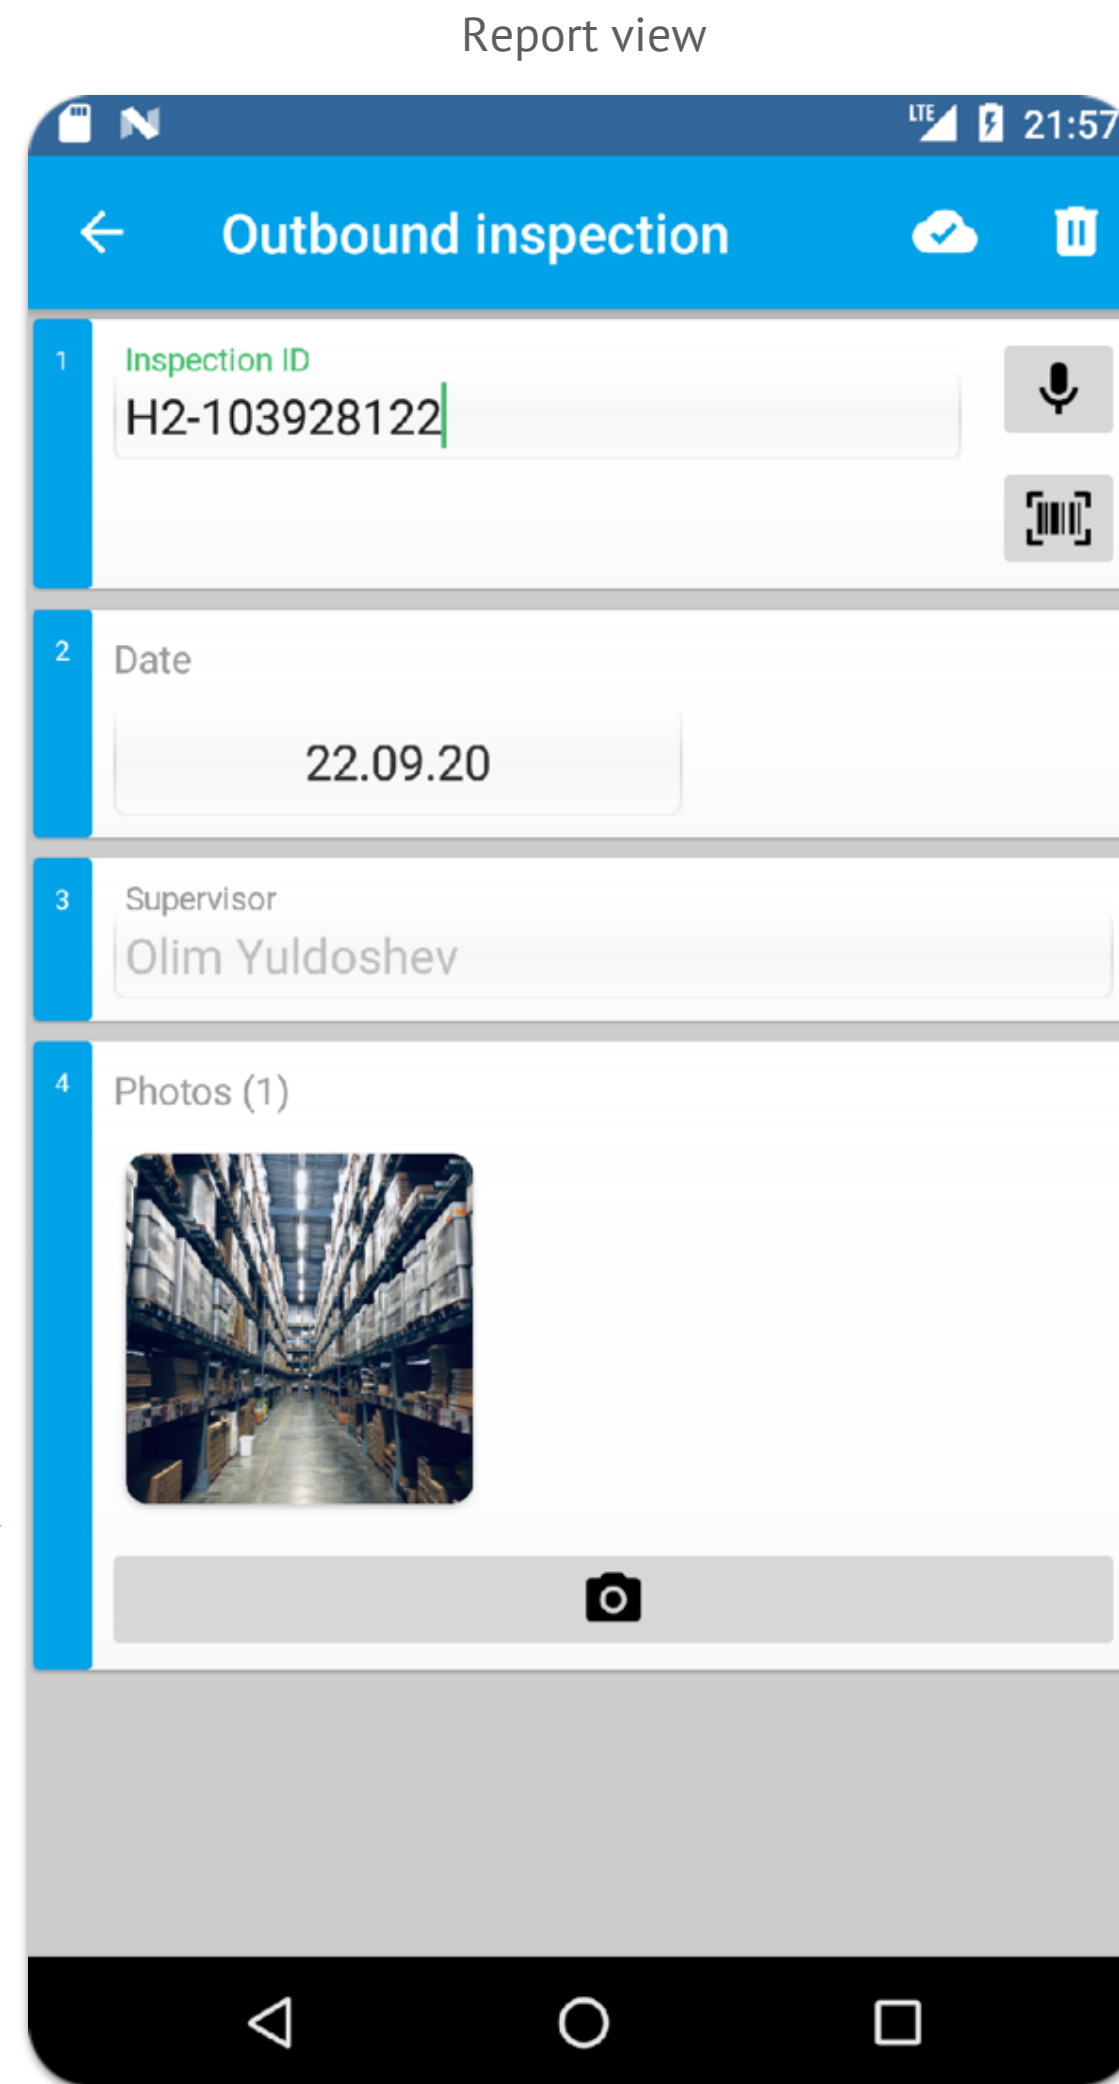 Report view
LTE 21:57
Outbound inspection
1
Inspection ID
H2-103928122
2
Date
22.09.20
3
Supervisor
Olim Yuldoshev
4
Photos (1)